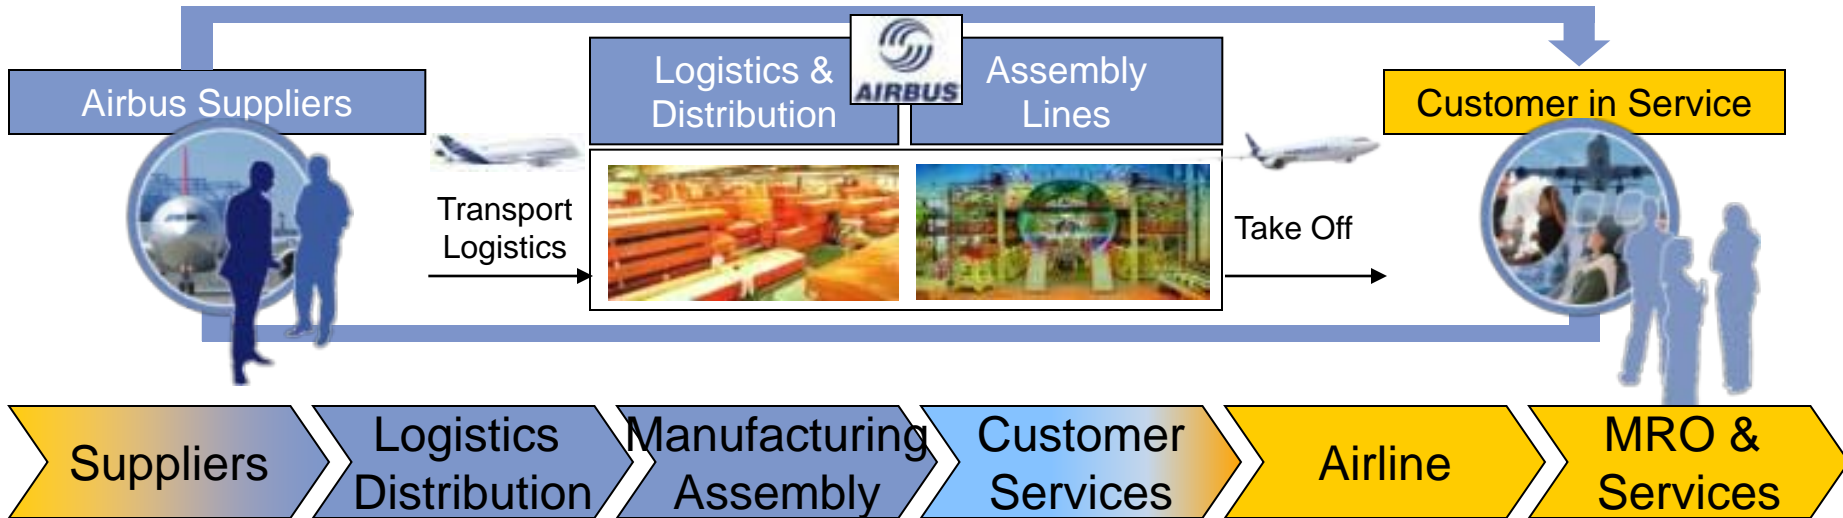 Airbus Suppliers
Logistics &
Distribution
AIRBUS
Assembly
Lines
Customer in Service
Transport
Logistics
Take Off
Suppliers
Logistics
Distribution
Manufacturing
Assembly
Customer
Services
Airline
MRO &
Services